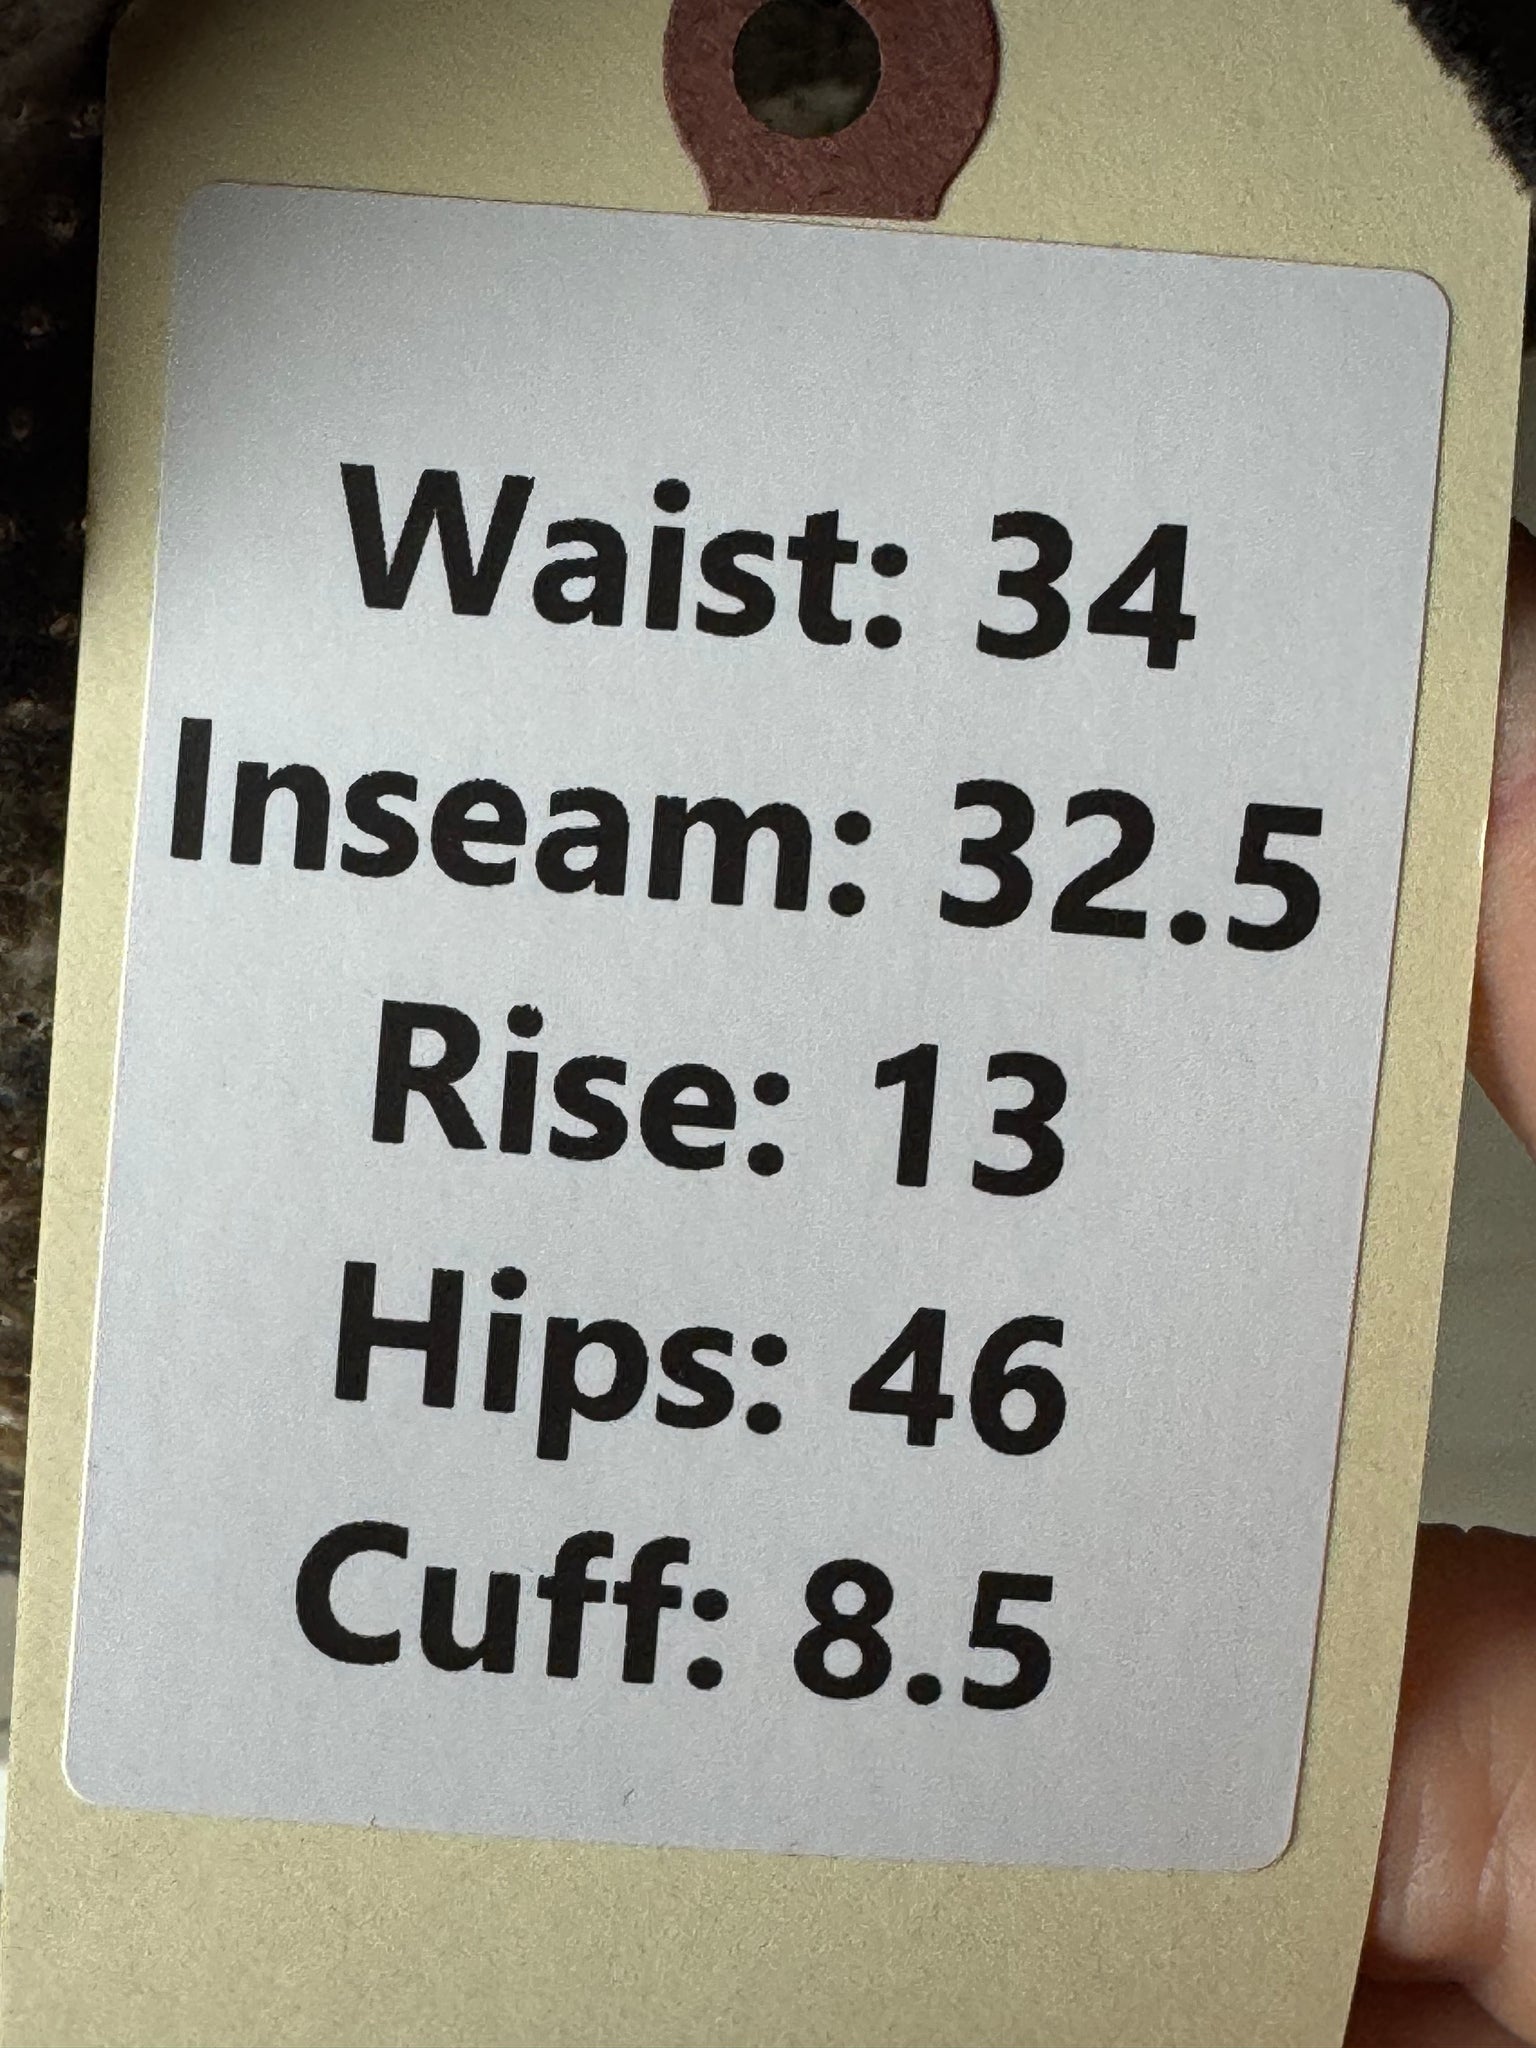 Waist: 34
Inseam: 32.5
Rise: 13
Hips: 46
Cuff: 8.5